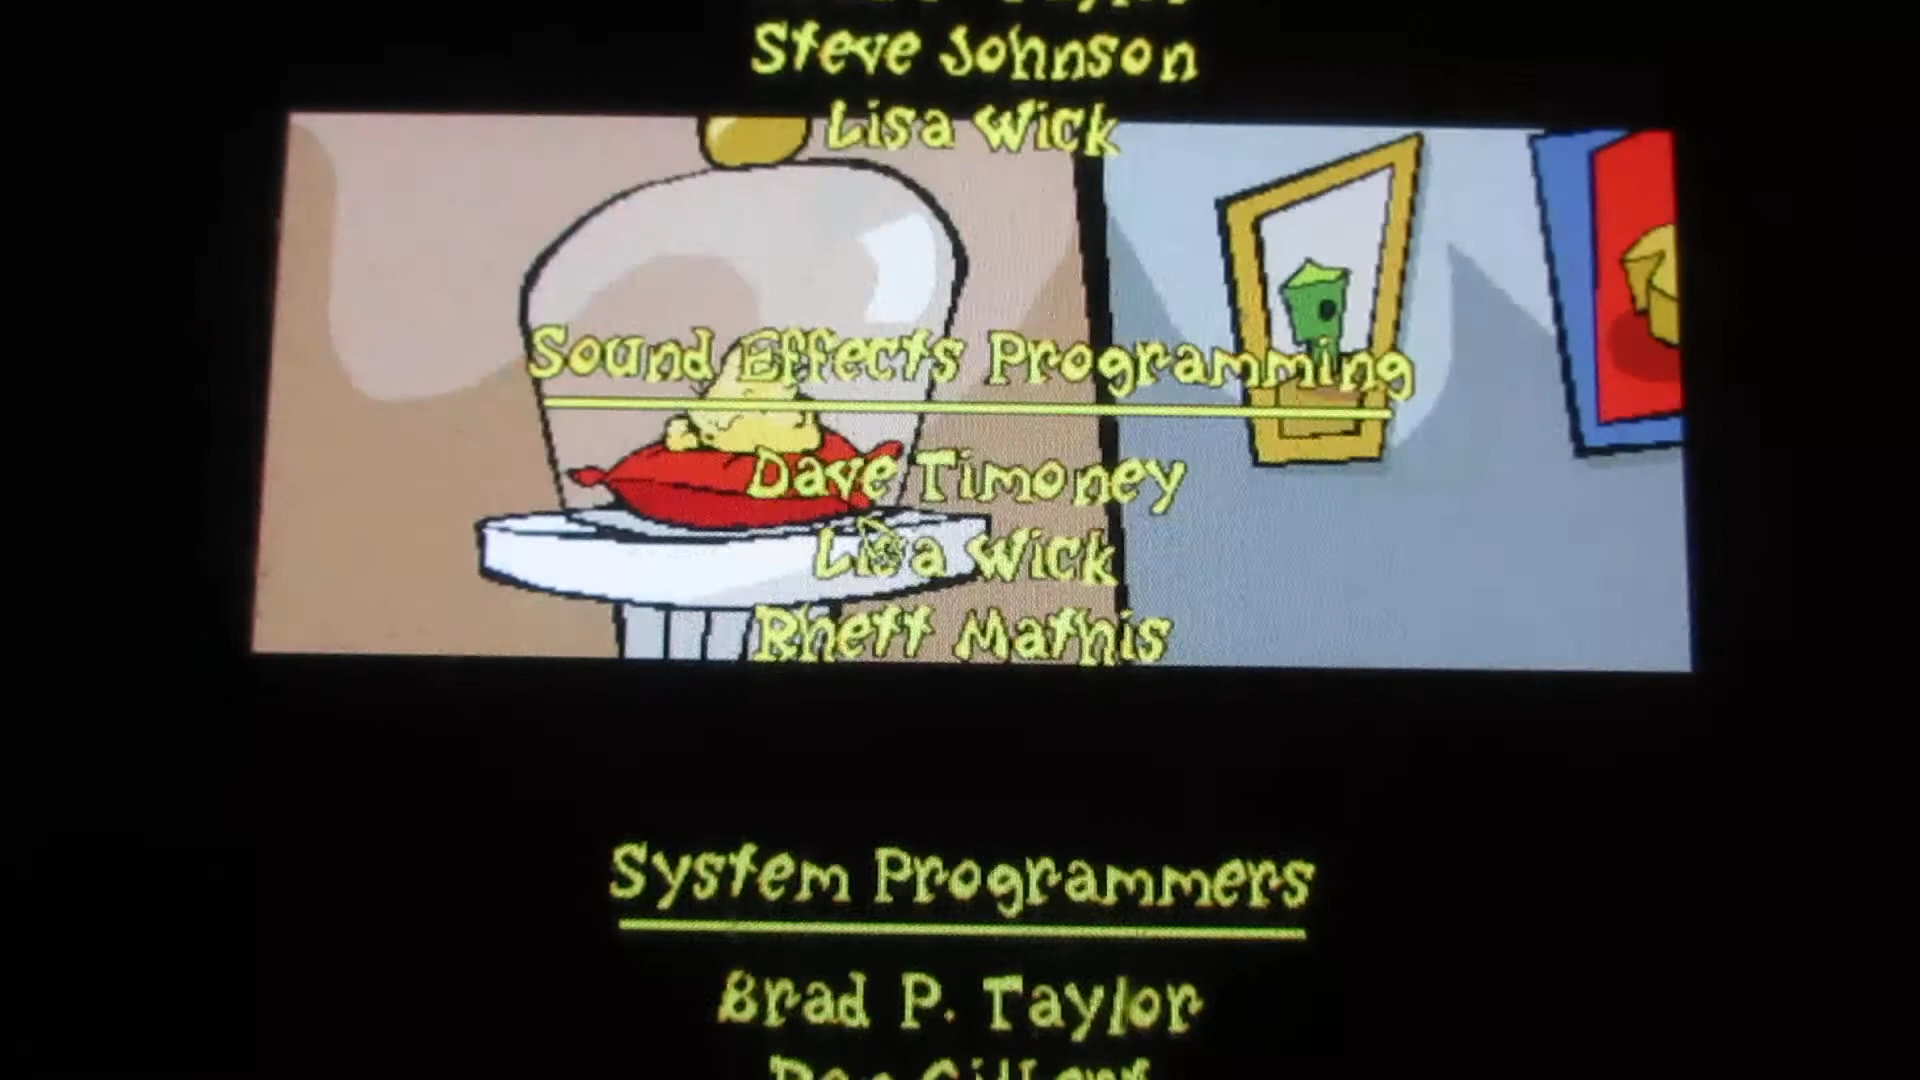 Steve Johnson
Lisa Wick
Sound Effects Programming
Dave Timoney
Lisa Wick
Rhett Mathis
System Programmers
Brad P. Taylor